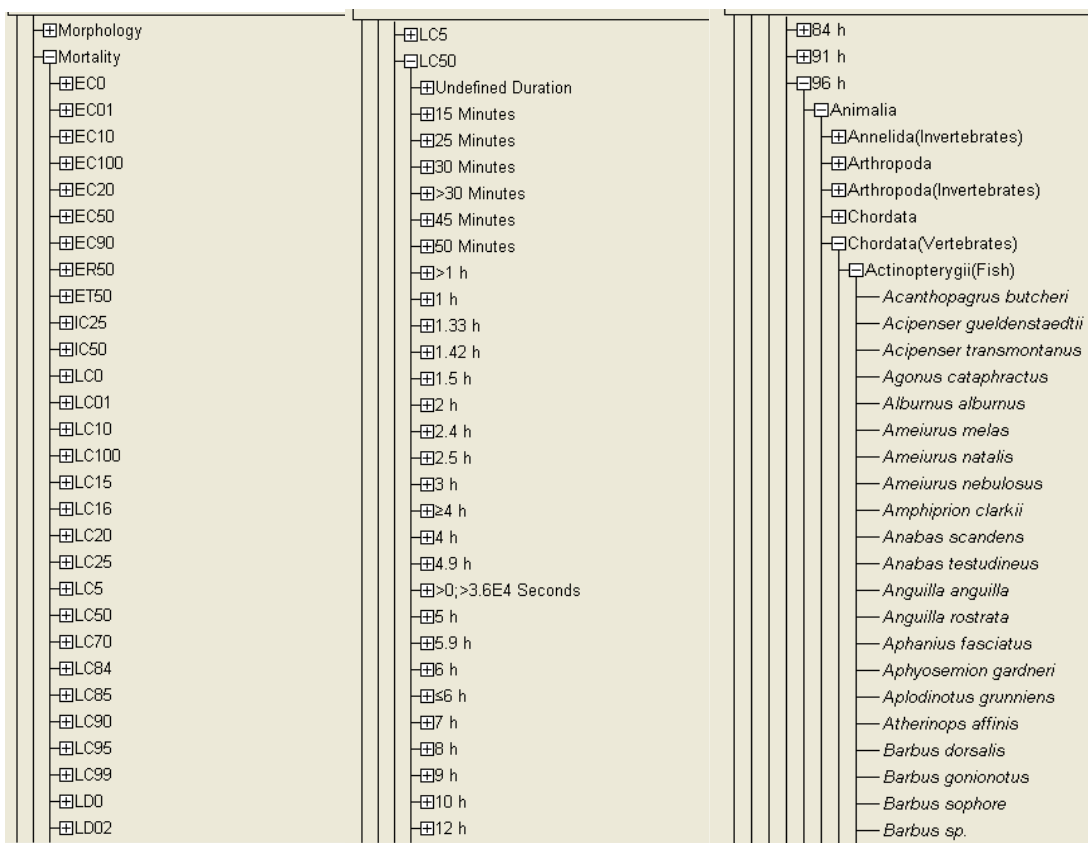 Morphology
Mortality
EC0
EC01
EC10
EC100
EC20
EC50
EC90
ER50
ET50
IC25
IC50
LC0
LC01
LC10
LC100
LC15
LC16
LC20
LC25
LC5
LC50
LC70
LC84
LC85
LC90
LC95
LC99
LD0
LD02
LC5
LC50
Undefined Duration
15 Minutes
25 Minutes
30 Minutes
>30 Minutes
45 Minutes
50 Minutes
>1 h
1 h
1.33 h
1.42 h
1.5 h
2 h
2.4 h
2.5 h
3 h
≥4 h
4 h
4.9 h
>0;>3.6E4 Seconds
5 h
5.9 h
6 h
≤6 h
7 h
8 h
9 h
10 h
12 h
84 h
91 h
96 h
Animalia
Annelida(Invertebrates)
Arthropoda
Arthropoda(Invertebrates)
Chordata
Chordata(Vertebrates)
Actinopterygii(Fish)
Acanthopagrus butcheri
Acipenser gueldenstaedtii
Acipenser transmontanus
Agonus cataphractus
Alburnus alburnus
Ameiurus melas
Ameiurus natalis
Ameiurus nebulosus
Amphiprion clarkii
Anabas scandens
Anabas testudineus
Anguilla anguilla
Anguilla rostrata
Aphanius fasciatus
Aphyosemion gardneri
Aplodinotus grunniens
Atherinops affinis
Barbus dorsalis
Barbus gonionotus
Barbus sophore
Barbus sp.